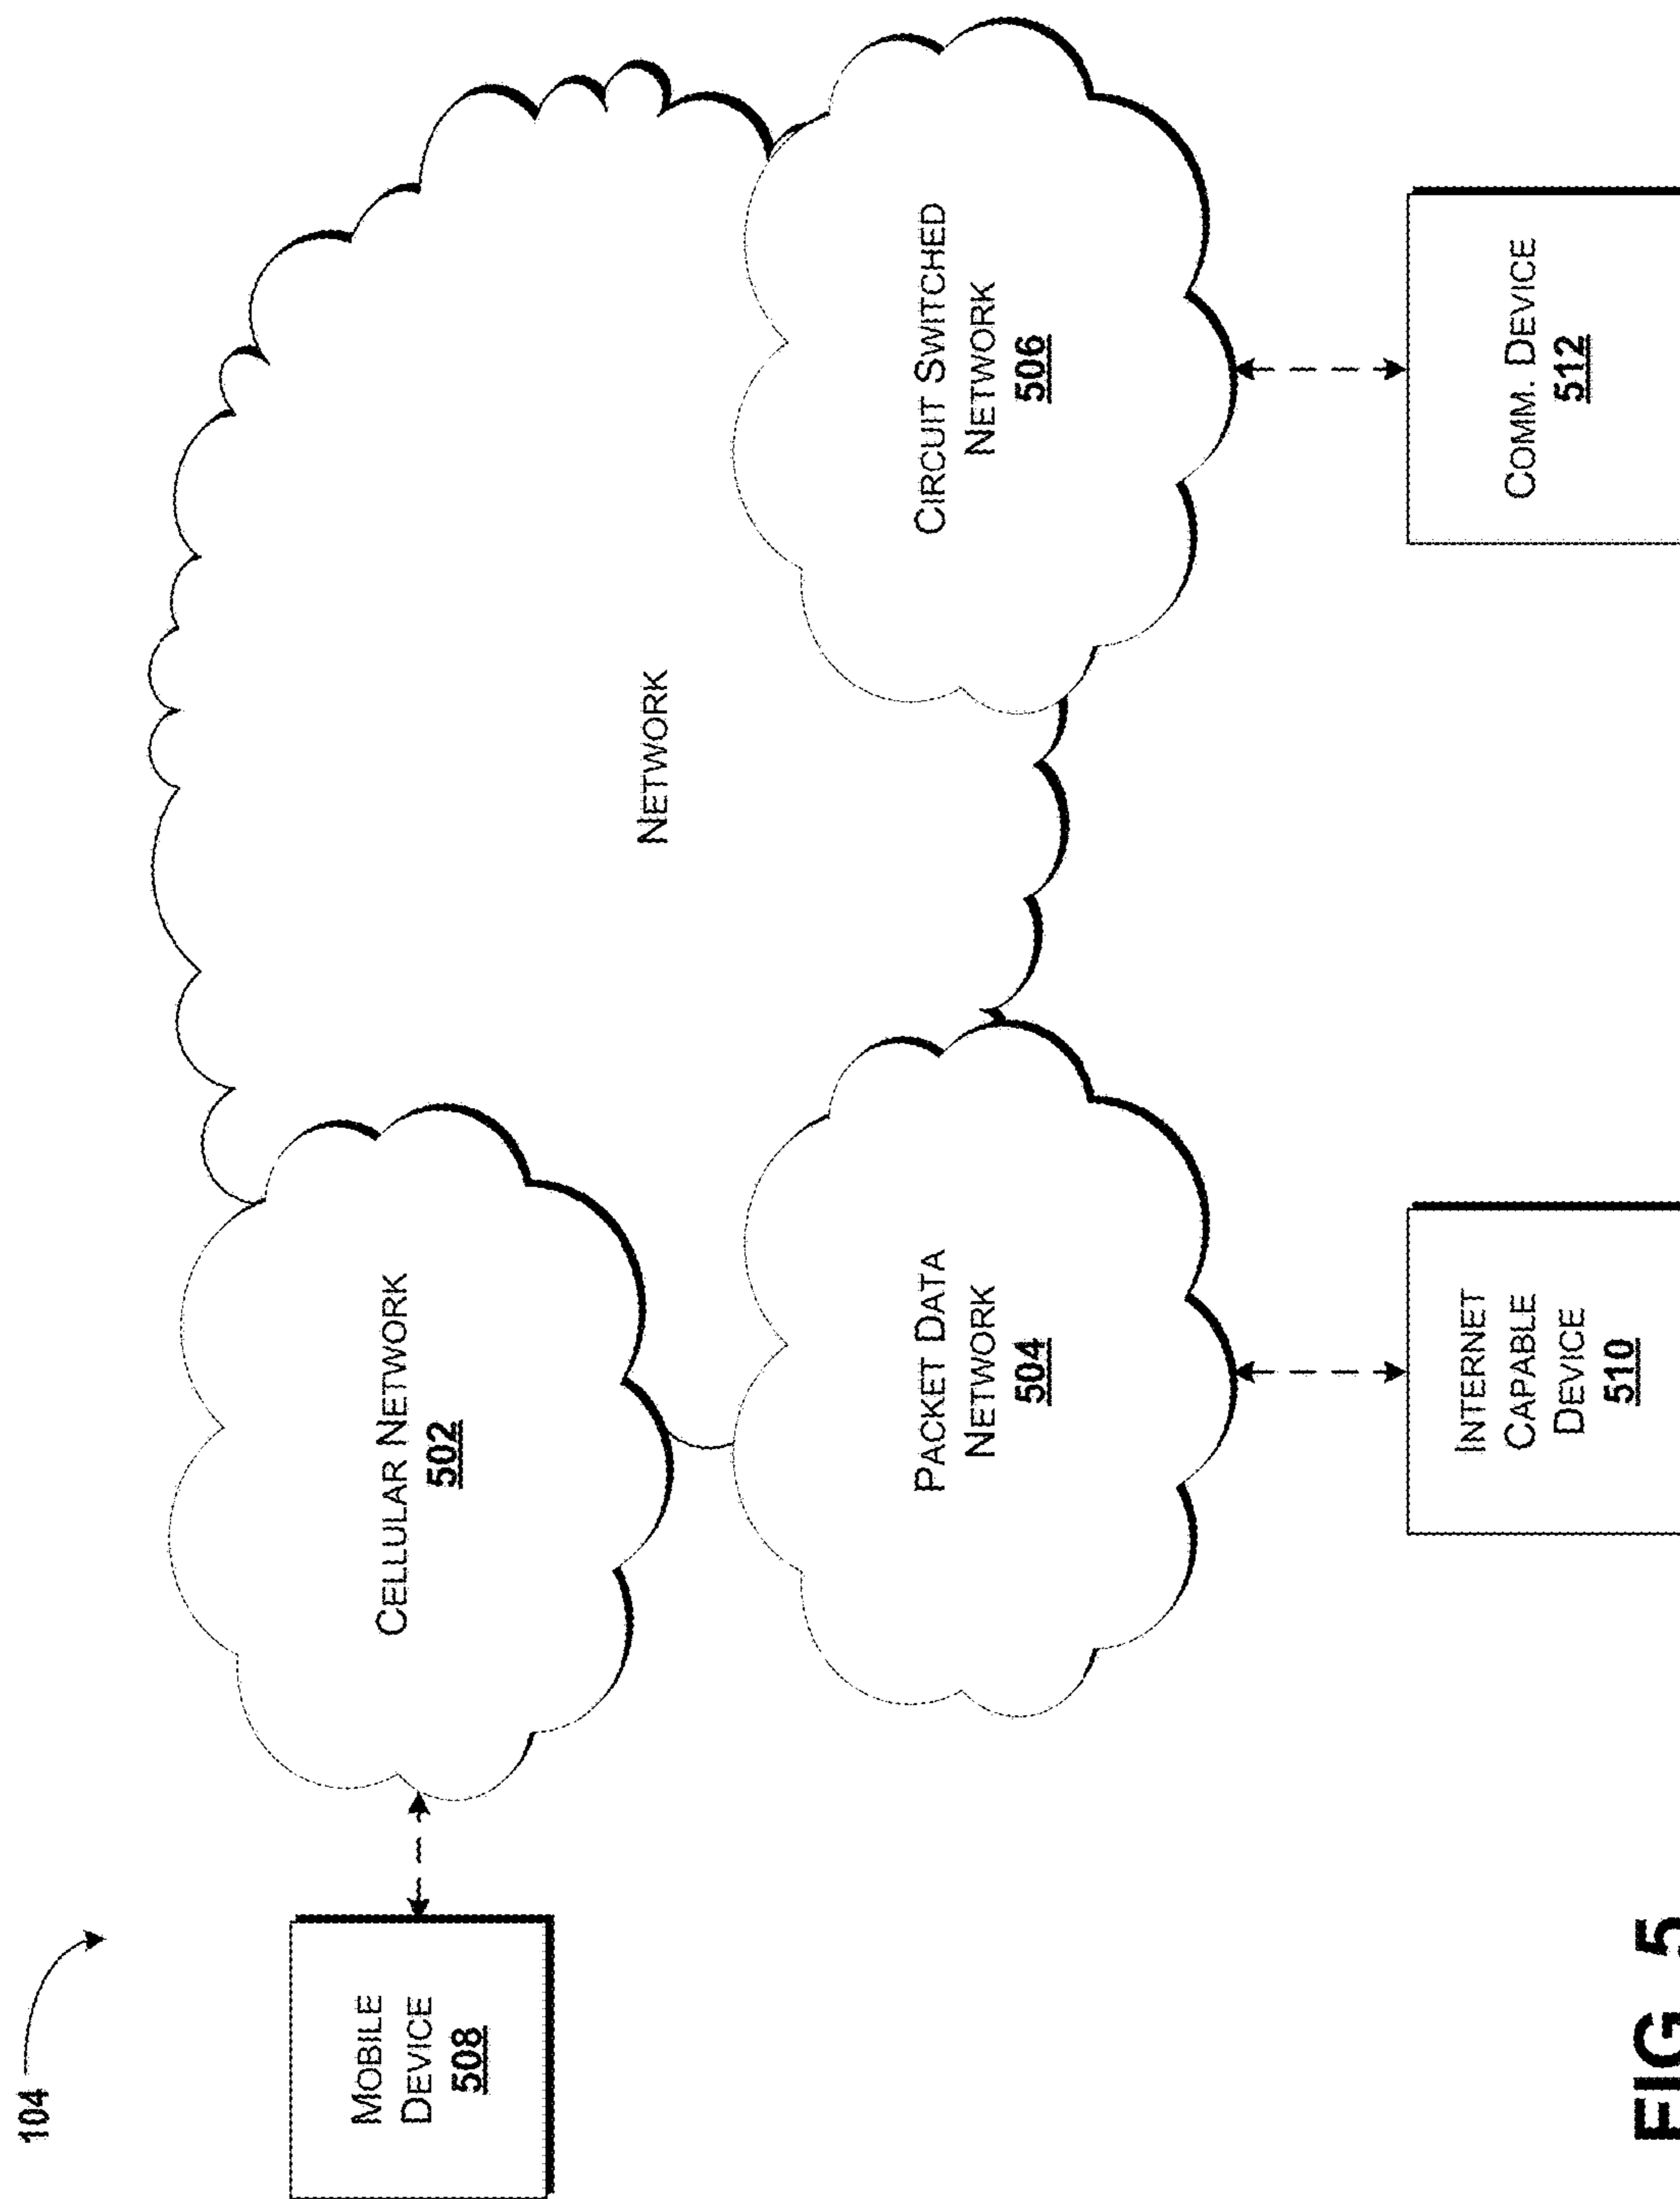 104
MOBILE
DEVICE
508
CELLULAR NETWORK
502
NETWORK
PACKET DATA
NETWORK
504
CIRCUIT SWITCHED
NETWORK
506
INTERNET
CAPABLE
DEVICE
510
COMM. DEVICE
512
FIG. 5